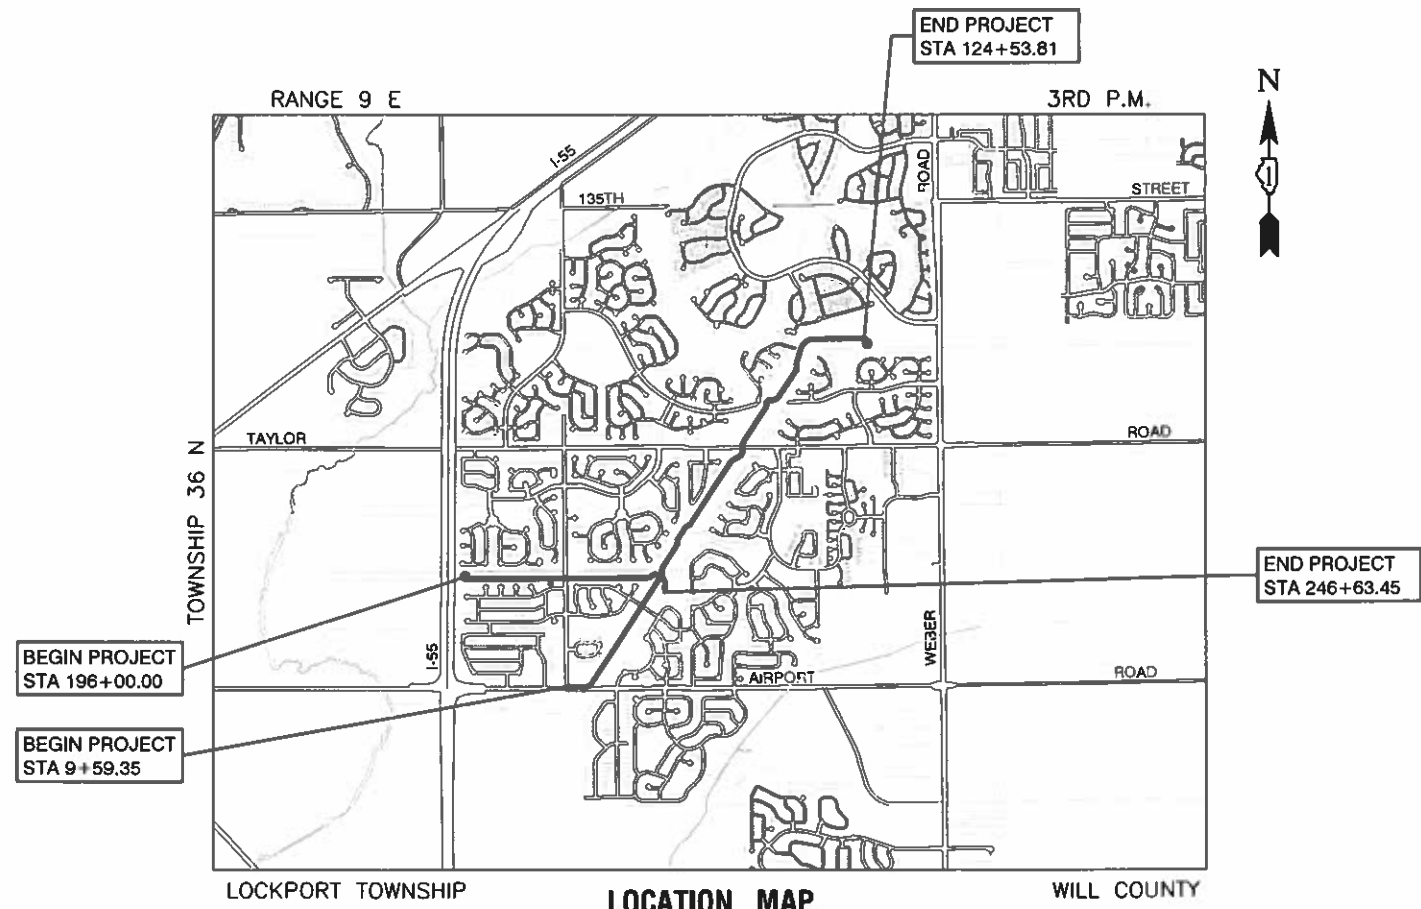 END PROJECT
STA 124+53.81
RANGE 9 E
3RD P.M.
N
I-55
135TH
ROAD
STREET
1
TAYLOR
ROAD
TOWNSHIP 36 N
END PROJECT
STA 246+63.45
WEBER
I-55
BEGIN PROJECT
STA 196+00.00
AIRPORT
ROAD
BEGIN PROJECT
STA 9+59.35
LOCKPORT TOWNSHIP
LOCATION MAP
WILL COUNTY